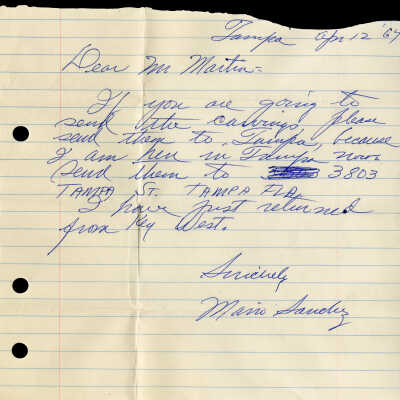 Tampa Apr 12 '67
Dear Mr Martin:-
If you are going to
send the carvings, please
send them to Tampa, because
I am here in Tampa now.
(send them to 3803
TAMPA ST. TAMPA FLA.
I have just returned
from Key West.
Sincirely
Mario Sanchez